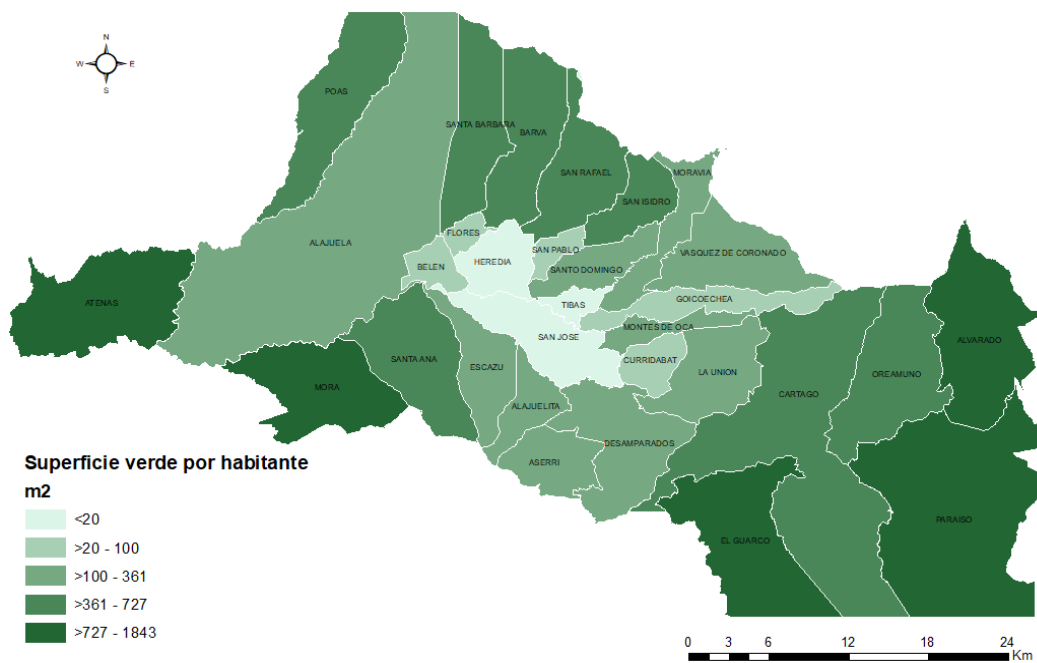 N
W E
S
POAS
SANTA BARBARA
BARVA
SAN RAFAEL
MORAVIA
SAN ISIDRO
FLORES
ALAJUELA
SAN PABLO
VASQUEZ DE CORONADO
HEREDIA
BELEN
SANTO DOMINGO
ATENAS
TIBAS
GOICOECHEA
MONTES DE OCA
SAN JOSE
ALVARADO
CURRIDABAT
SANTA ANA
ESCAZU
LA UNION
OREAMUNO
MORA
CARTAGO
ALAJUELITA
DESAMPARADOS
ASERRI
PARAISO
EL GUARCO
Superficie verde por habitante
m2
<20
>20 - 100
>100 - 361
>361 - 727
>727 - 1843
0 3 6 12 18 24
Km